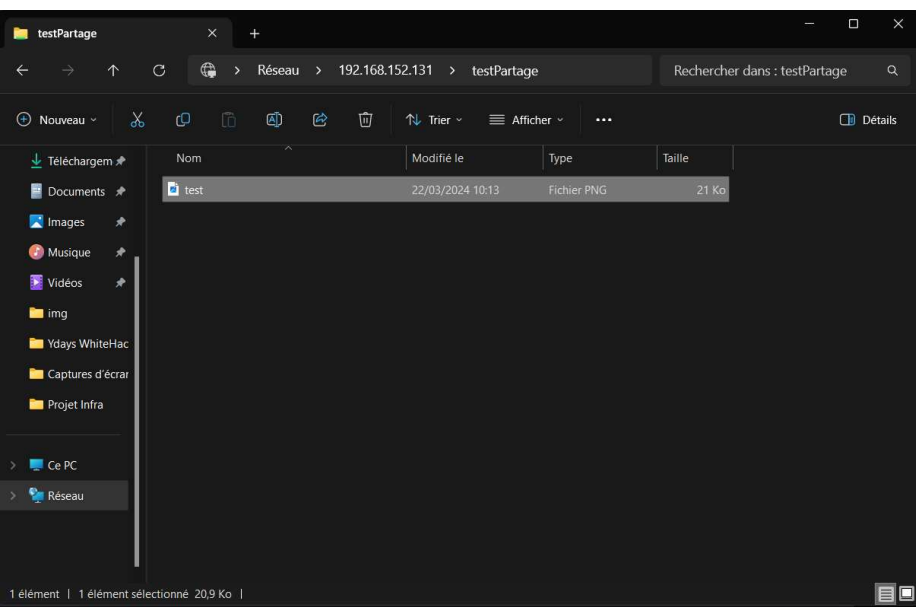 testPartage
Réseau > 192.168.152.131 > testPartage
Rechercher dans : testPartage
Nouveau
Trier
Afficher
Détails
Téléchargem
Documents
Images
Musique
Vidéos
img
Ydays WhiteHac
Captures d'écrar
Projet Infra
Ce PC
Réseau
Nom Modifié le Type Taille
test 22/03/2024 10:13 Fichier PNG 21 Ko
1 élément | 1 élément sélectionné 20,9 Ko |